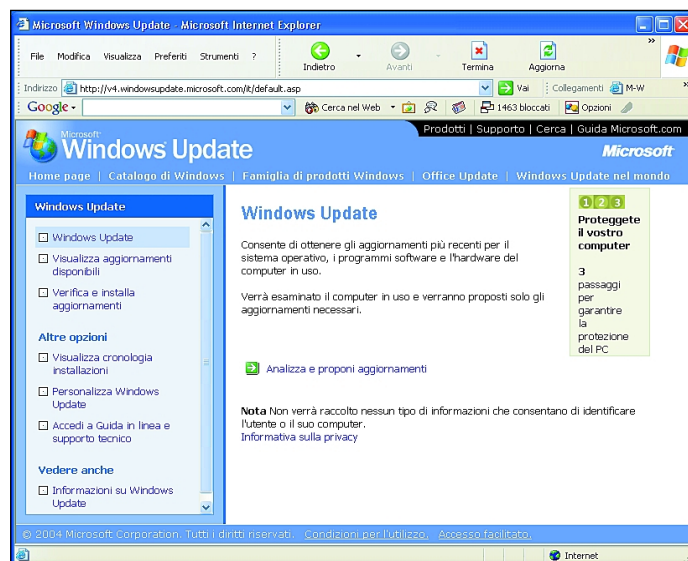 Microsoft Windows Update - Microsoft Internet Explorer
File Modifica Visualizza Preferiti Strumenti ?
Indietro Avanti Termina Aggiorna »
Indirizzo http://v4.windowsupdate.microsoft.com/it/default.asp Vai Collegamenti M-W »
Google Cerca nel Web 1463 bloccati Opzioni
Prodotti | Supporto | Cerca | Guida Microsoft.com
Microsoft
Windows Update
Microsoft
Home page | Catalogo di Windows | Famiglia di prodotti Windows | Office Update | Windows Update nel mondo
Windows Update
Windows Update
Visualizza aggiornamenti
disponibili
Verifica e installa
aggiornamenti
Altre opzioni
Visualizza cronologia
installazioni
Personalizza Windows
Update
Accedi a Guida in linea e
supporto tecnico
Vedere anche
Informazioni su Windows
Update
Windows Update
Consente di ottenere gli aggiornamenti più recenti per il
sistema operativo, i programmi software e l'hardware del
computer in uso.
Verrà esaminato il computer in uso e verranno proposti solo gli
aggiornamenti necessari.
Analizza e proponi aggiornamenti
Nota Non verrà raccolto nessun tipo di informazioni che consentano di identificare
l'utente o il suo computer.
Informativa sulla privacy
1 2 3
Proteggete
il vostro
computer
3
passaggi
per
garantire
la
protezione
del PC
© 2004 Microsoft Corporation. Tutti i diritti riservati. Condizioni per l'utilizzo. Accesso facilitato.
Internet